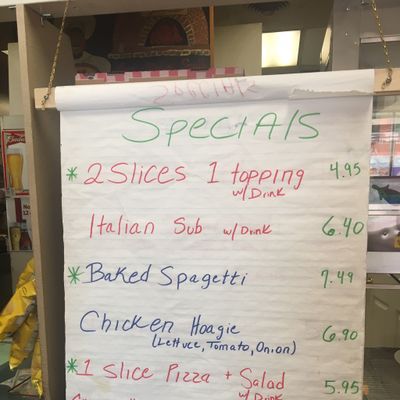 Specials
* 2 Slices 1 topping 4.95
w/ Drink
Italian Sub w/ Drink 6.40
* Baked Spagetti 7.49
Chicken Hoagie 6.90
(Lettuce, Tomato, Onion)
* 1 Slice Pizza + Salad 5.95
w/ Drink